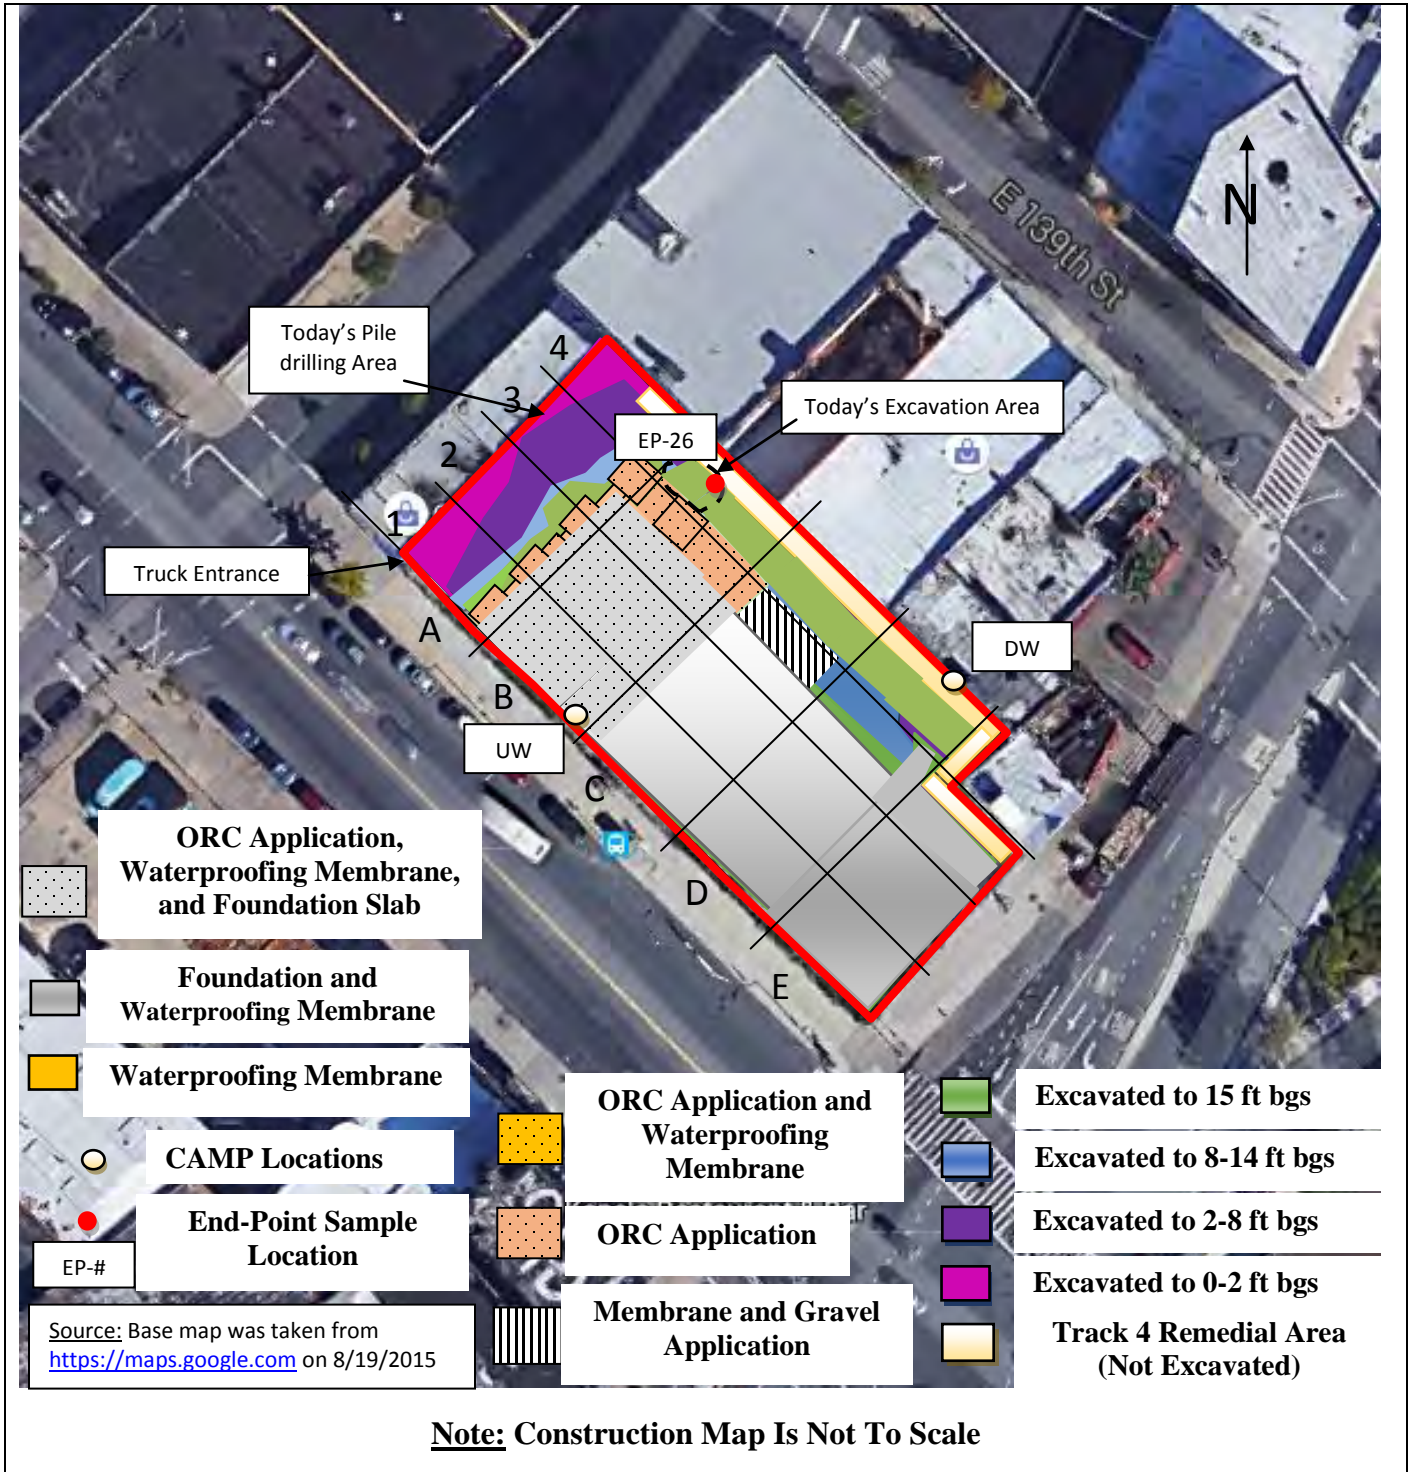 E 139th St
N
Today's Pile
drilling Area
4
3
2
1
EP-26
Today's Excavation Area
Truck Entrance
A
B
C
D
E
UW
DW
ORC Application,
Waterproofing Membrane,
and Foundation Slab
Foundation and
Waterproofing Membrane
Waterproofing Membrane
CAMP Locations
End-Point Sample
Location
EP-#
Source: Base map was taken from
https://maps.google.com on 8/19/2015
ORC Application and
Waterproofing
Membrane
ORC Application
Membrane and Gravel
Application
Excavated to 15 ft bgs
Excavated to 8-14 ft bgs
Excavated to 2-8 ft bgs
Excavated to 0-2 ft bgs
Track 4 Remedial Area
(Not Excavated)
Note: Construction Map Is Not To Scale